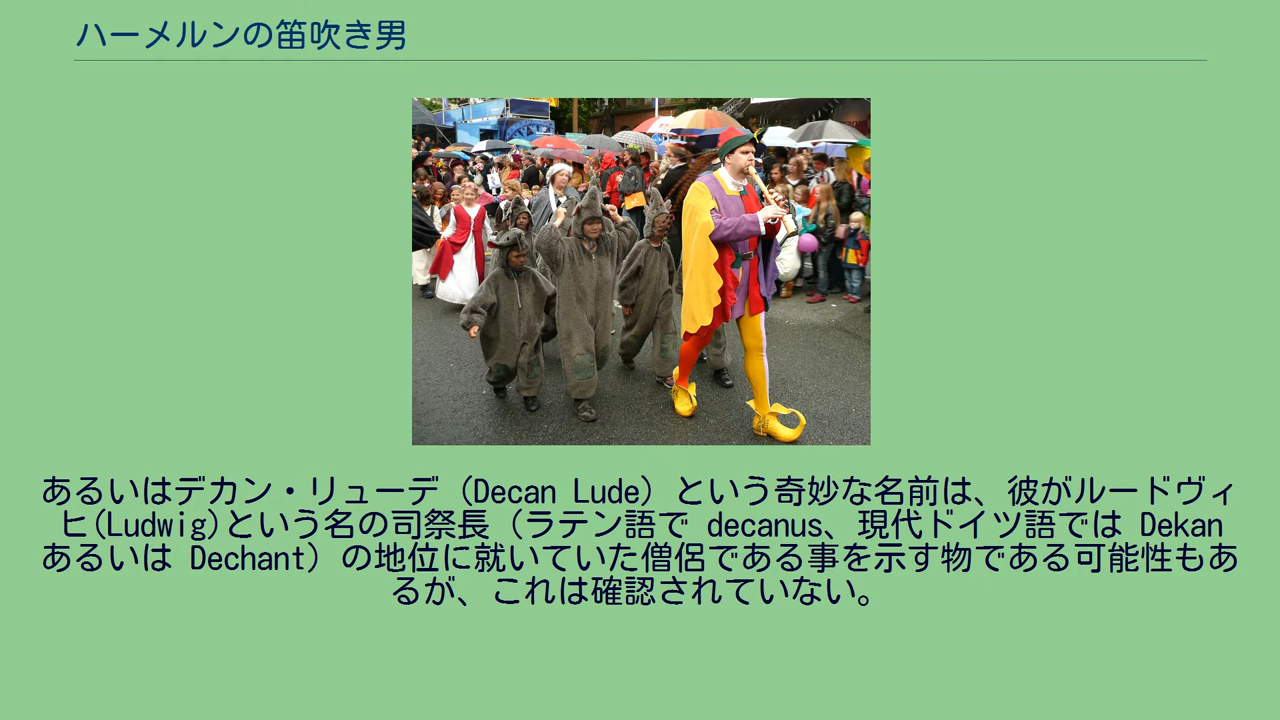 ハーメルンの笛吹き男
あるいはデカン・リューデ（Decan Lude）という奇妙な名前は、彼がルードヴィ
ヒ(Ludwig)という名の司祭長（ラテン語で decanus、現代ドイツ語では Dekan
あるいは Dechant）の地位に就いていた僧侶である事を示す物である可能性もあ
るが、これは確認されていない。